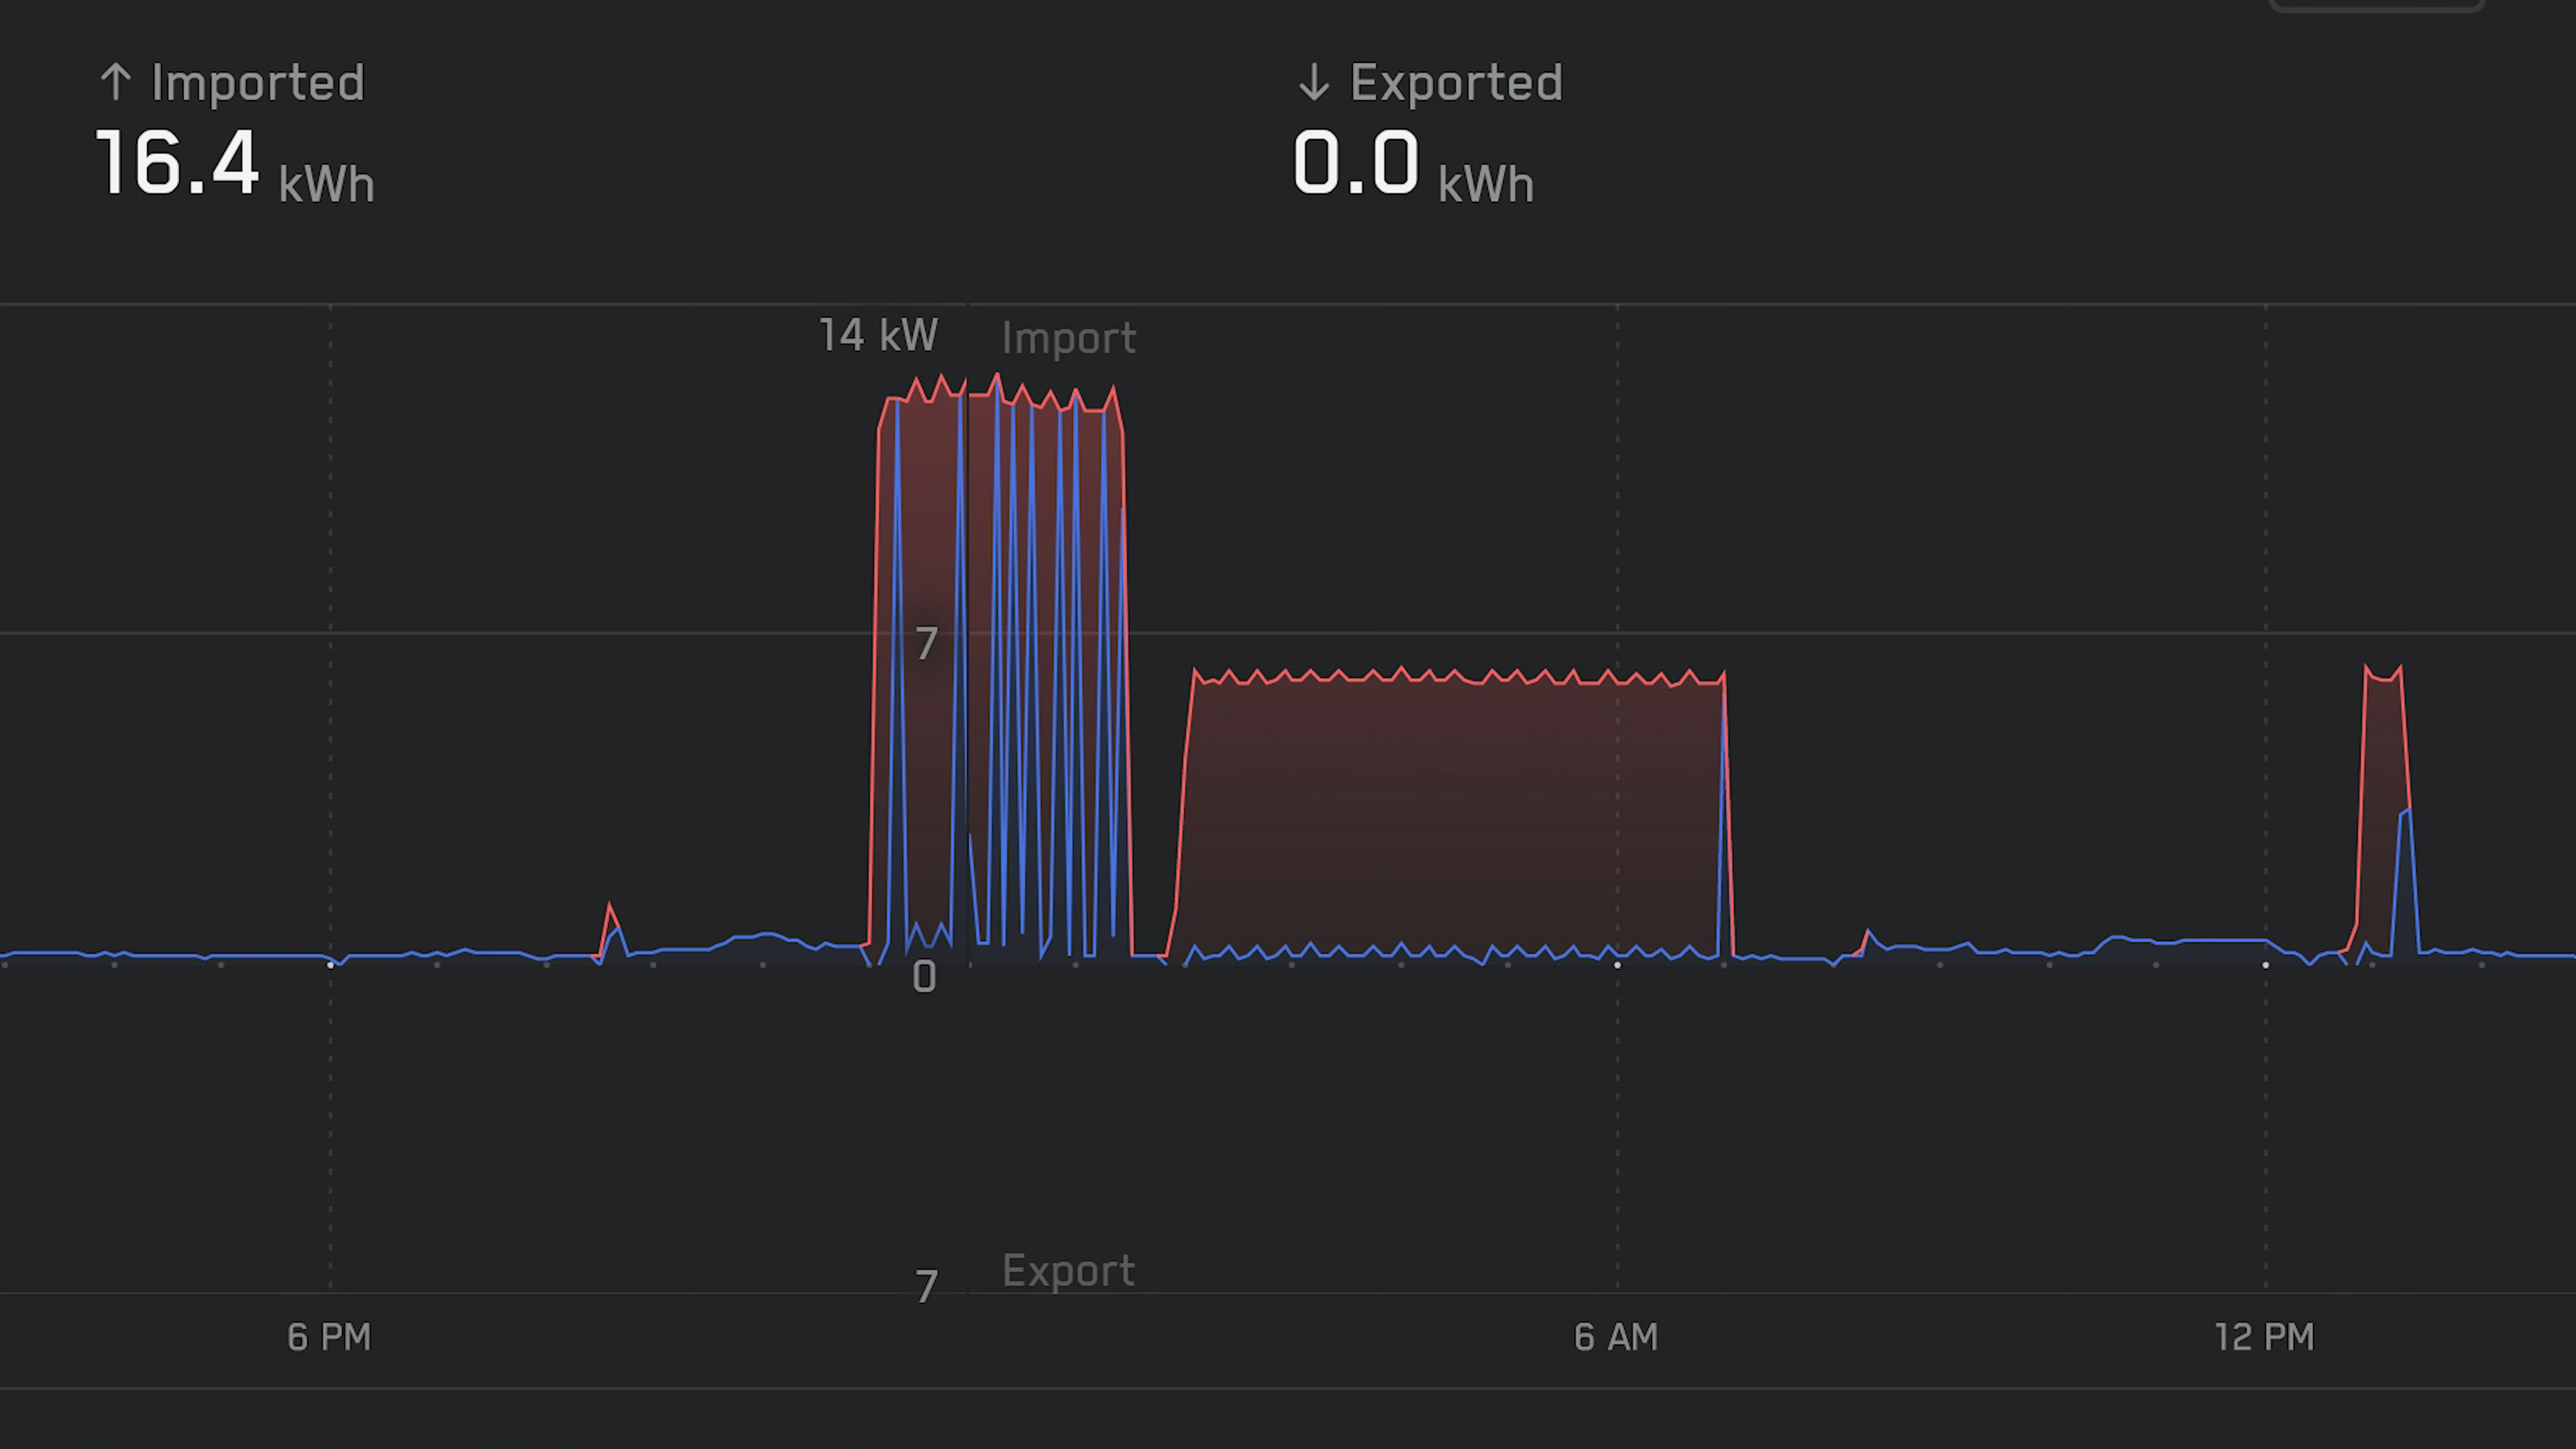 ↑ Imported
16.4 kWh
↓ Exported
0.0 kWh
14 kW Import
7
0
7 Export
6 PM 6 AM 12 PM